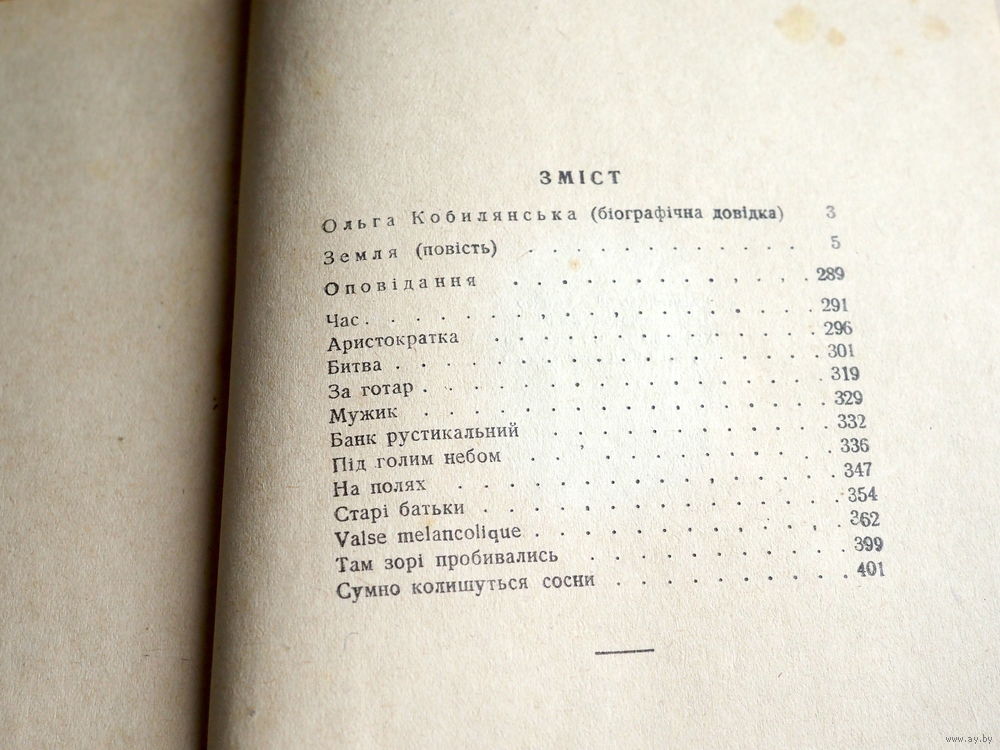 ЗМІСТ
Ольга Кобилянська (біографічна довідка) 3
Земля (повість) . . . . . . . . . . 5
Оповідання . . . . . . . . . . . 289
Час . . . . . . . . . . . . . . . 291
Аристократка . . . . . . . . . . . 296
Битва . . . . . . . . . . . . . . 301
За готар . . . . . . . . . . . . . 319
Мужик . . . . . . . . . . . . . . 329
Банк рустикальний . . . . . . . . . 332
Під голим небом . . . . . . . . . . 336
На полях . . . . . . . . . . . . . 347
Старі батьки . . . . . . . . . . . 354
Valse melancolique . . . . . . . . . 362
Там зорі пробивались . . . . . . . . 399
Сумно колишуться сосни . . . . . . . 401
www.ay.by